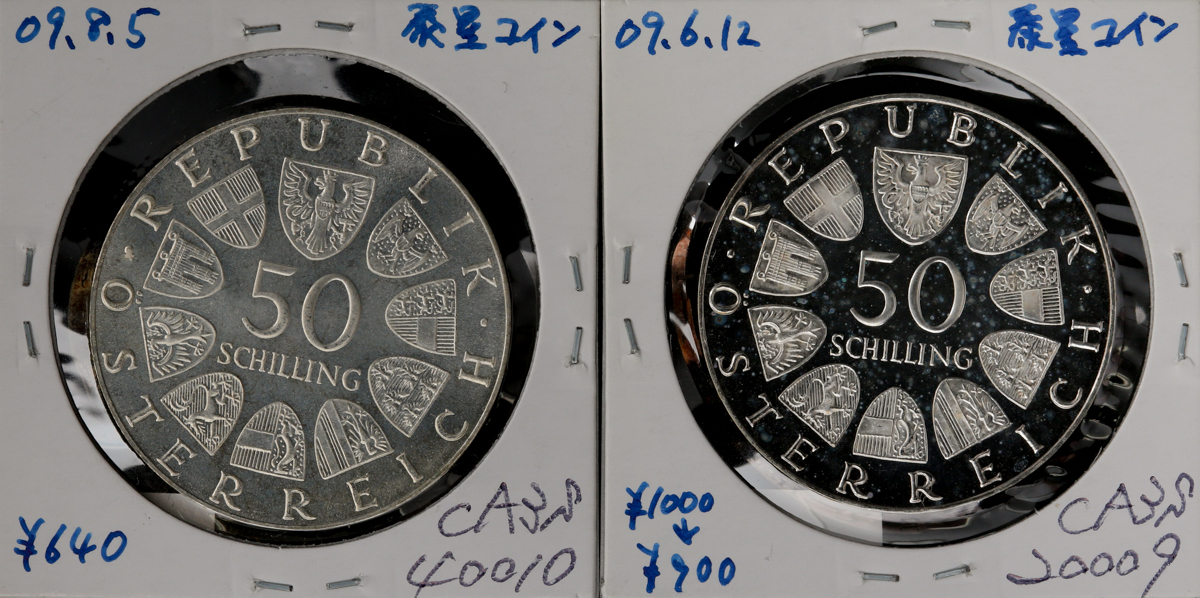 09.8.5
泰星コイン
REPUBLIK·ÖSTERREICH·
50
SCHILLING
¥640
40010
09.6.12
泰星コイン
REPUBLIK·ÖSTERREICH·
50
SCHILLING
¥1000
↓
¥900
20009